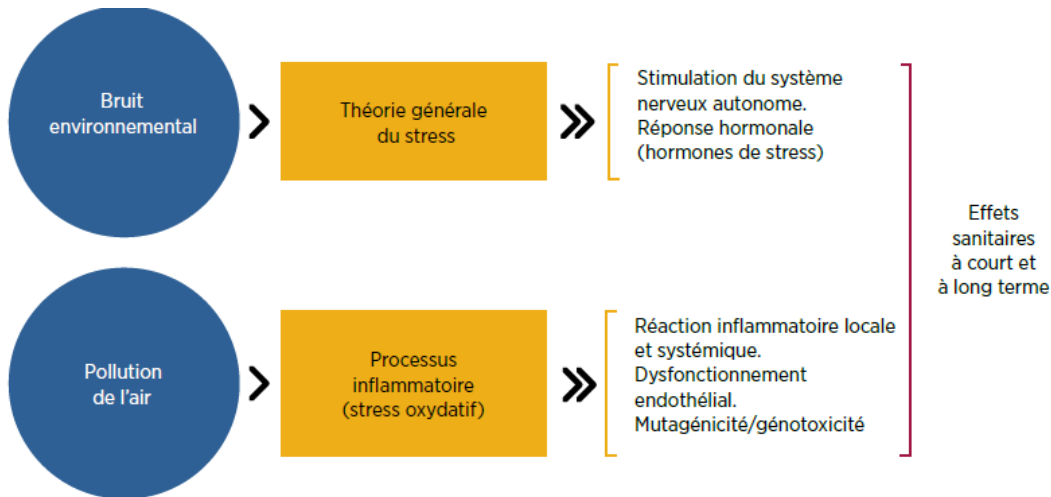 Bruit
environnemental
Théorie générale
du stress
Stimulation du système
nerveux autonome.
Réponse hormonale
(hormones de stress)
Effets
sanitaires
à court et
à long terme
Pollution
de l'air
Processus
inflammatoire
(stress oxydatif)
Réaction inflammatoire locale
et systémique.
Dysfonctionnement
endothélial.
Mutagénicité/génotoxicité